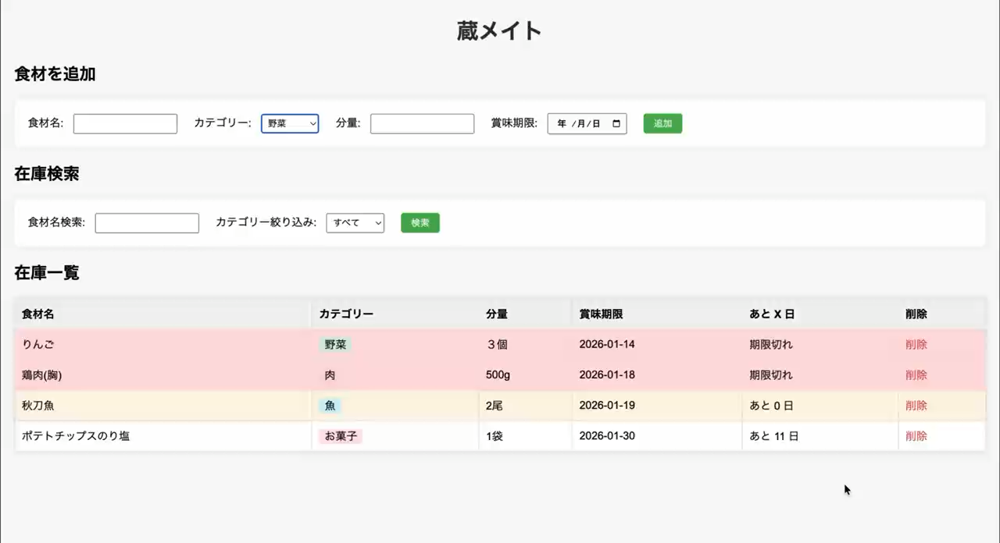 蔵メイト
食材を追加
食材名: カテゴリー: 野菜 分量: 賞味期限: 年 /月/日 追加
在庫検索
食材名検索: カテゴリー絞り込み: すべて 検索
在庫一覧
食材名 カテゴリー 分量 賞味期限 あと X 日 削除
りんご 野菜 3個 2026-01-14 期限切れ 削除
鶏肉(胸) 肉 500g 2026-01-18 期限切れ 削除
秋刀魚 魚 2尾 2026-01-19 あと 0 日 削除
ポテトチップスのり塩 お菓子 1袋 2026-01-30 あと 11 日 削除